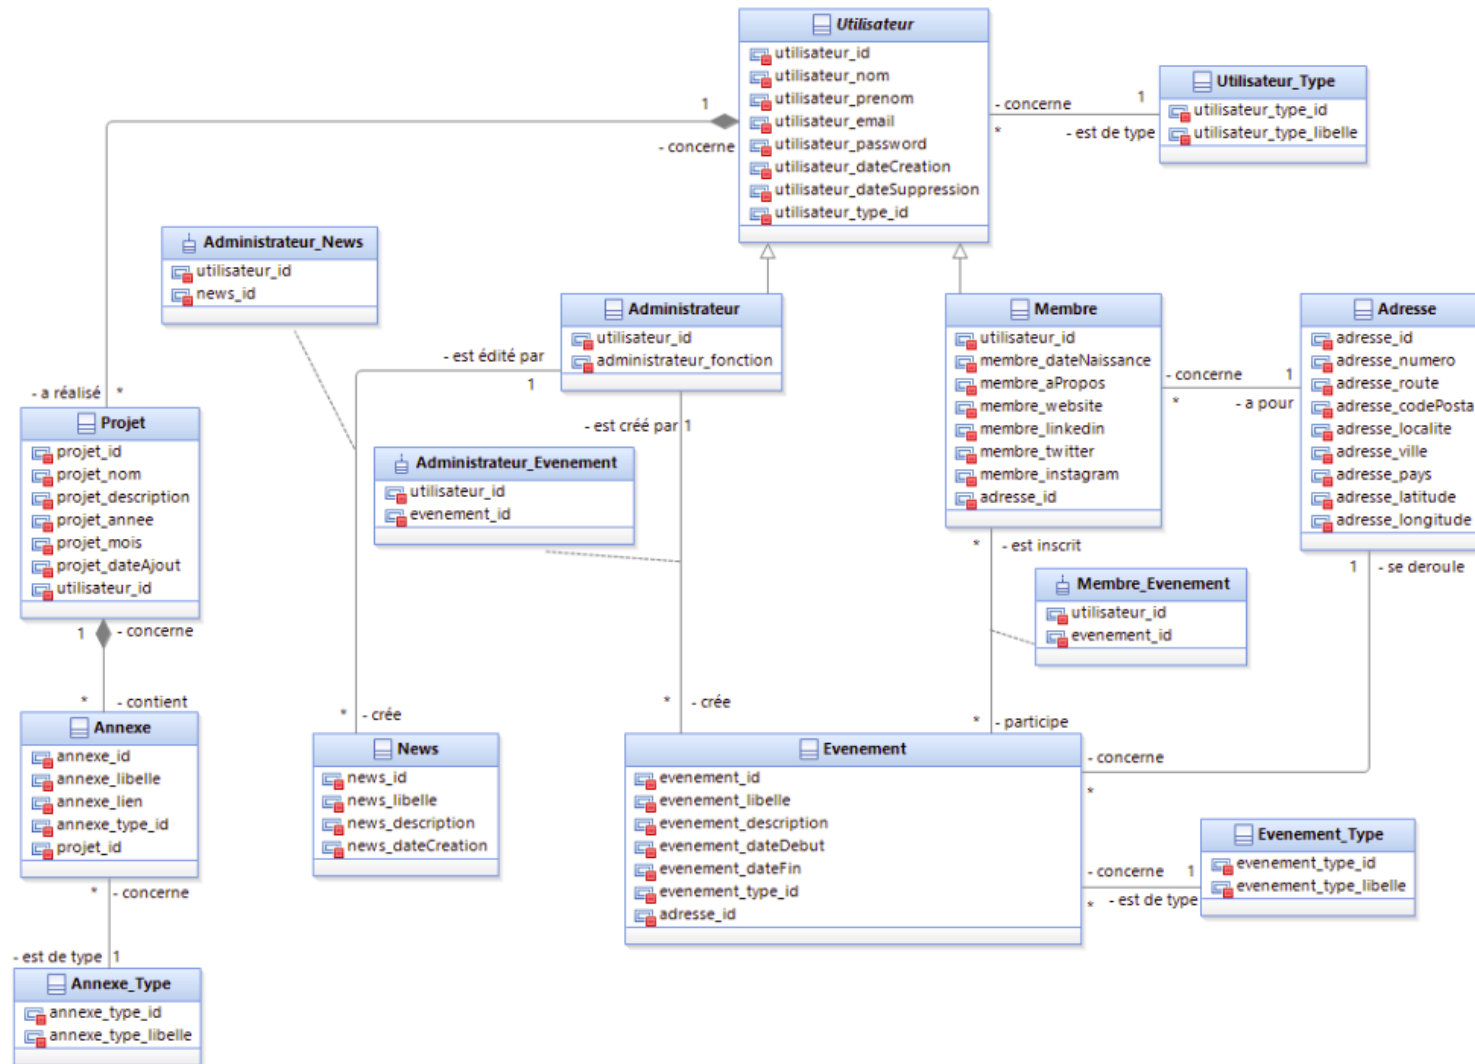 Utilisateur
utilisateur_id
utilisateur_nom
utilisateur_prenom
utilisateur_email
utilisateur_password
utilisateur_dateCreation
utilisateur_dateSuppression
utilisateur_type_id
- concerne 1
* - est de type
Utilisateur_Type
utilisateur_type_id
utilisateur_type_libelle
1
- concerne
Administrateur_News
utilisateur_id
news_id
Administrateur
utilisateur_id
administrateur_fonction
Membre
utilisateur_id
membre_dateNaissance
membre_aPropos
membre_website
membre_linkedin
membre_twitter
membre_instagram
adresse_id
- concerne 1
* - a pour
Adresse
adresse_id
adresse_numero
adresse_route
adresse_codePosta
adresse_localite
adresse_ville
adresse_pays
adresse_latitude
adresse_longitude
- est édité par
1
- a réalisé *
- est créé par 1
Projet
projet_id
projet_nom
projet_description
projet_annee
projet_mois
projet_dateAjout
utilisateur_id
Administrateur_Evenement
utilisateur_id
evenement_id
* - est inscrit
1 - se deroule
Membre_Evenement
utilisateur_id
evenement_id
1 - concerne
* - contient
* - crée
* - crée
* - participe
Annexe
annexe_id
annexe_libelle
annexe_lien
annexe_type_id
projet_id
News
news_id
news_libelle
news_description
news_dateCreation
Evenement
evenement_id
evenement_libelle
evenement_description
evenement_dateDebut
evenement_dateFin
evenement_type_id
adresse_id
- concerne
*
- concerne 1
* - est de type
Evenement_Type
evenement_type_id
evenement_type_libelle
* - concerne
- est de type 1
Annexe_Type
annexe_type_id
annexe_type_libelle